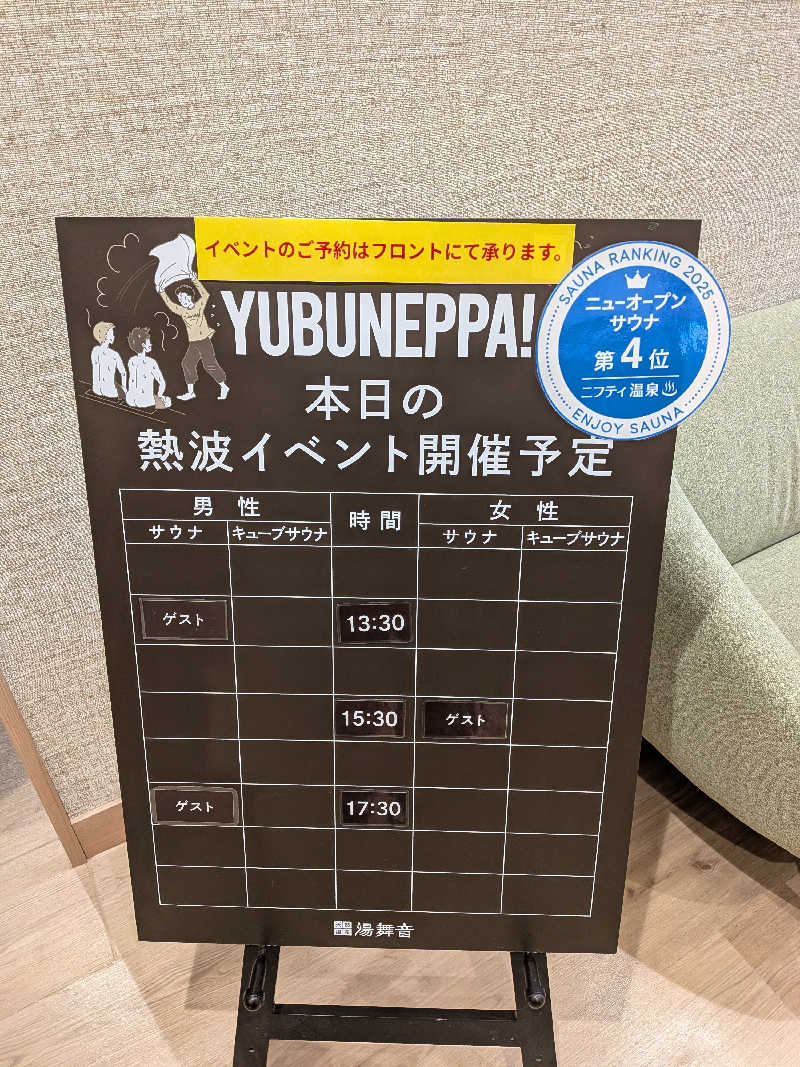 イベントのご予約はフロントにて承ります。
YUBUNEPPA!
SAUNA RANKING 2025
ニューオープン
サウナ
第4位
ニフティ温泉
ENJOY SAUNA
本日の
熱波イベント開催予定
男性 時間 女性
サウナ キューブサウナ サウナ キューブサウナ
ゲスト 13:30
15:30 ゲスト
ゲスト 17:30
湯舞音